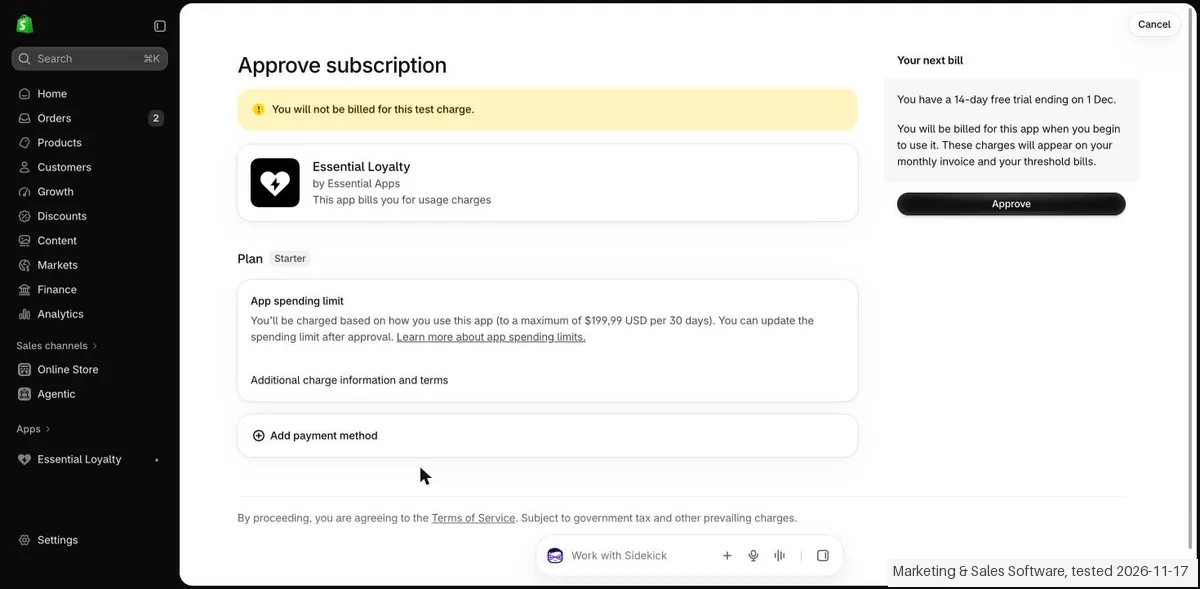 Search ⌘K
Home
Orders 2
Products
Customers
Growth
Discounts
Content
Markets
Finance
Analytics
Sales channels
Online Store
Agentic
Apps
Essential Loyalty
Settings
Cancel
Approve subscription
You will not be billed for this test charge.
Essential Loyalty
by Essential Apps
This app bills you for usage charges
Plan Starter
App spending limit
You'll be charged based on how you use this app (to a maximum of $199,99 USD per 30 days). You can update the
spending limit after approval. Learn more about app spending limits.
Additional charge information and terms
Add payment method
By proceeding, you are agreeing to the Terms of Service. Subject to government tax and other prevailing charges.
Work with Sidekick
Your next bill
You have a 14-day free trial ending on 1 Dec.
You will be billed for this app when you begin
to use it. These charges will appear on your
monthly invoice and your threshold bills.
Approve
Marketing & Sales Software, tested 2026-11-17